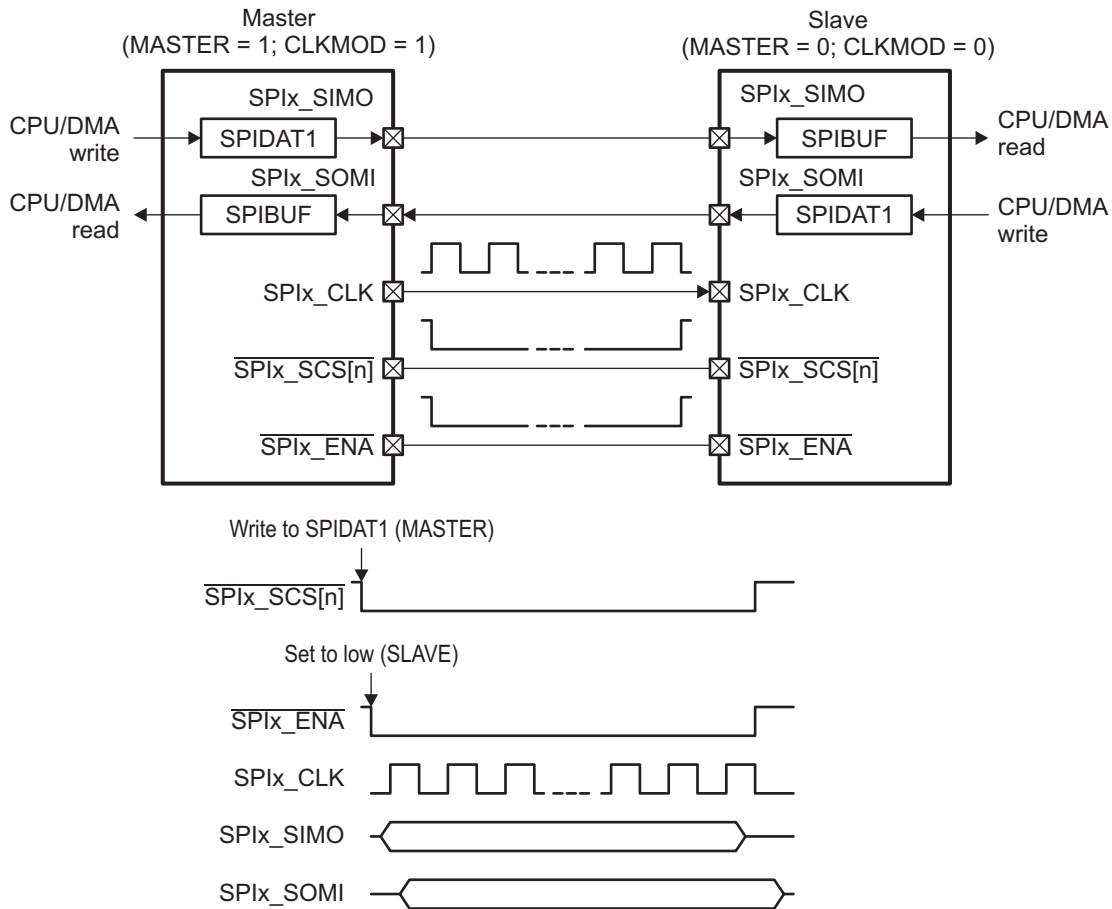 Master
(MASTER = 1; CLKMOD = 1)
Slave
(MASTER = 0; CLKMOD = 0)
SPIx_SIMO
SPIx_SIMO
CPU/DMA
write
SPIDAT1
SPIBUF
CPU/DMA
read
SPIx_SOMI
SPIx_SOMI
CPU/DMA
read
SPIBUF
SPIDAT1
CPU/DMA
write
SPIx_CLK
SPIx_CLK
SPIx_SCS[n]
SPIx_SCS[n]
SPIx_ENA
SPIx_ENA
Write to SPIDAT1 (MASTER)
SPIx_SCS[n]
Set to low (SLAVE)
SPIx_ENA
SPIx_CLK
SPIx_SIMO
SPIx_SOMI